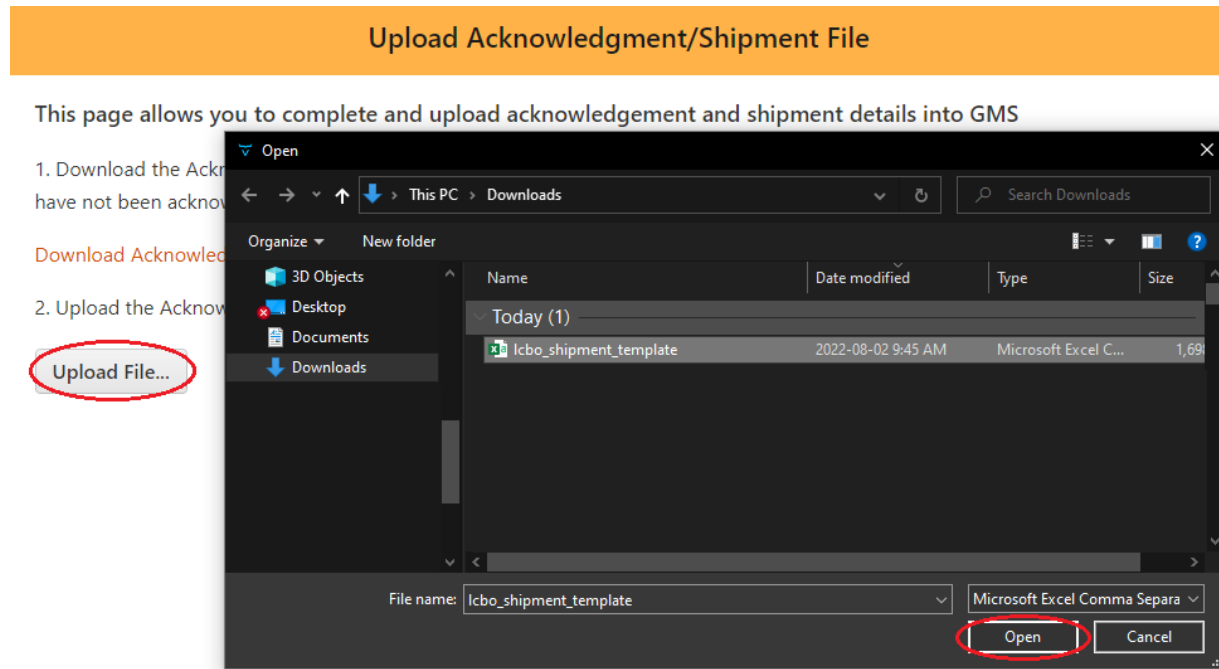 Upload Acknowledgment/Shipment File
This page allows you to complete and upload acknowledgement and shipment details into GMS
1. Download the Ackn
have not been acknow
Download Acknowled
2. Upload the Acknow
Upload File...
Open
This PC > Downloads
Search Downloads
Organize
New folder
3D Objects
Desktop
Documents
Downloads
Name Date modified Type Size
Today (1)
lcbo_shipment_template 2022-08-02 9:45 AM Microsoft Excel C... 1,69
File name: lcbo_shipment_template
Microsoft Excel Comma Separa
Open Cancel